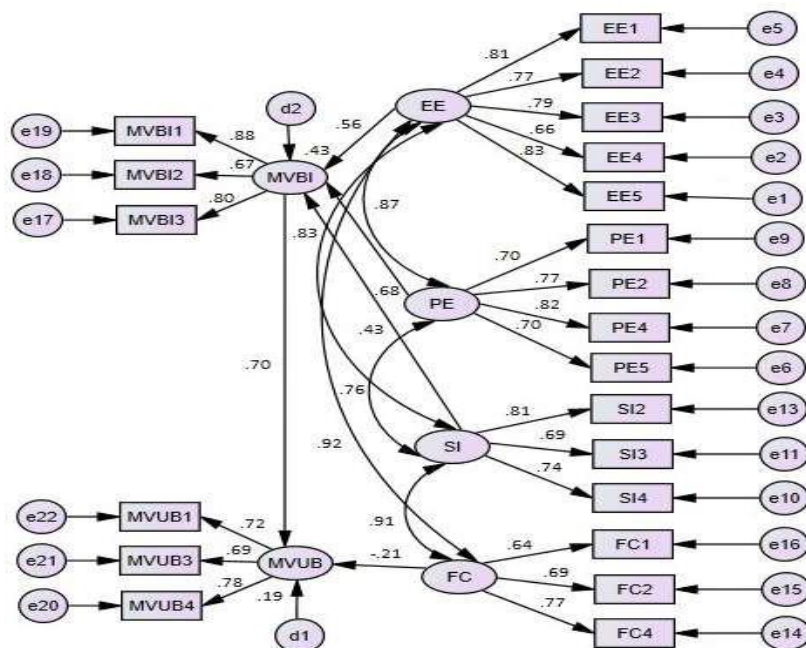 EE1
e5
.81
EE2
e4
.77
EE
d2
e19
MVBI1
.88
.56
.79
EE3
e3
.43
.66
EE4
e2
e18
MVBI2
.67
MVBI
.83
EE5
e1
e17
MVBI3
.80
.87
.83
.70
PE1
e9
.77
PE2
e8
.68
PE
.82
PE4
e7
.43
.70
PE5
e6
.70
.76
.81
SI2
e13
SI
.69
SI3
e11
.92
.74
SI4
e10
e22
MVUB1
.72
.91
.64
FC1
e16
e21
MVUB3
.69
MVUB
-.21
FC
.69
FC2
e15
e20
MVUB4
.78
.19
.77
FC4
e14
d1